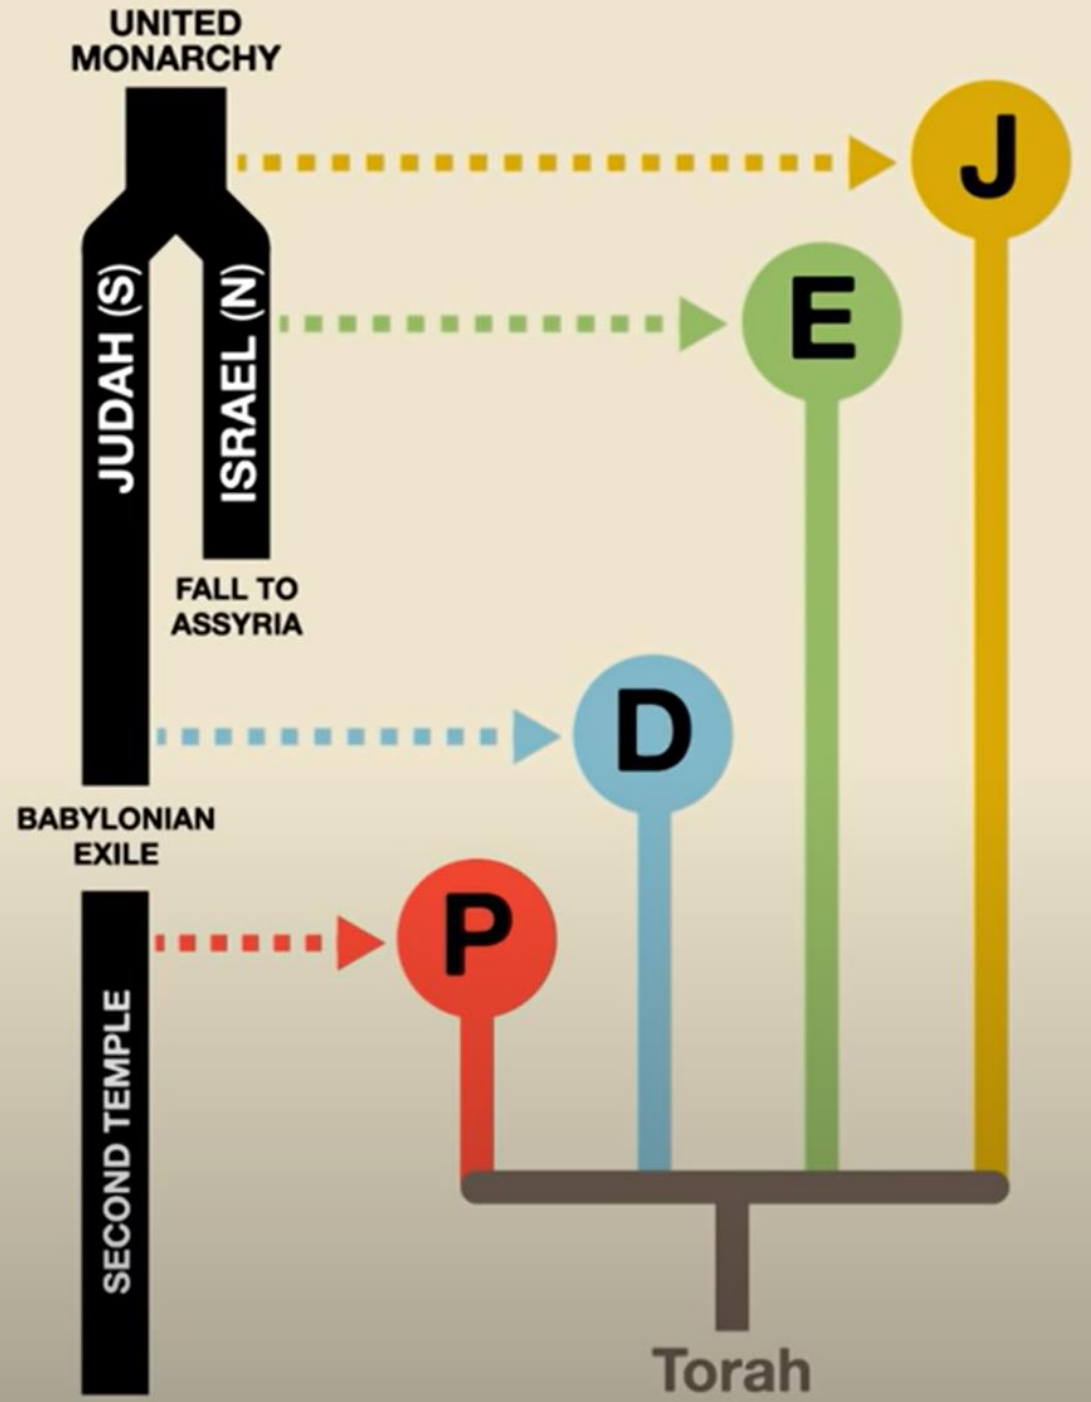 UNITED
MONARCHY
J
E
JUDAH (S)
ISRAEL (N)
FALL TO
ASSYRIA
D
BABYLONIAN
EXILE
P
SECOND TEMPLE
Torah